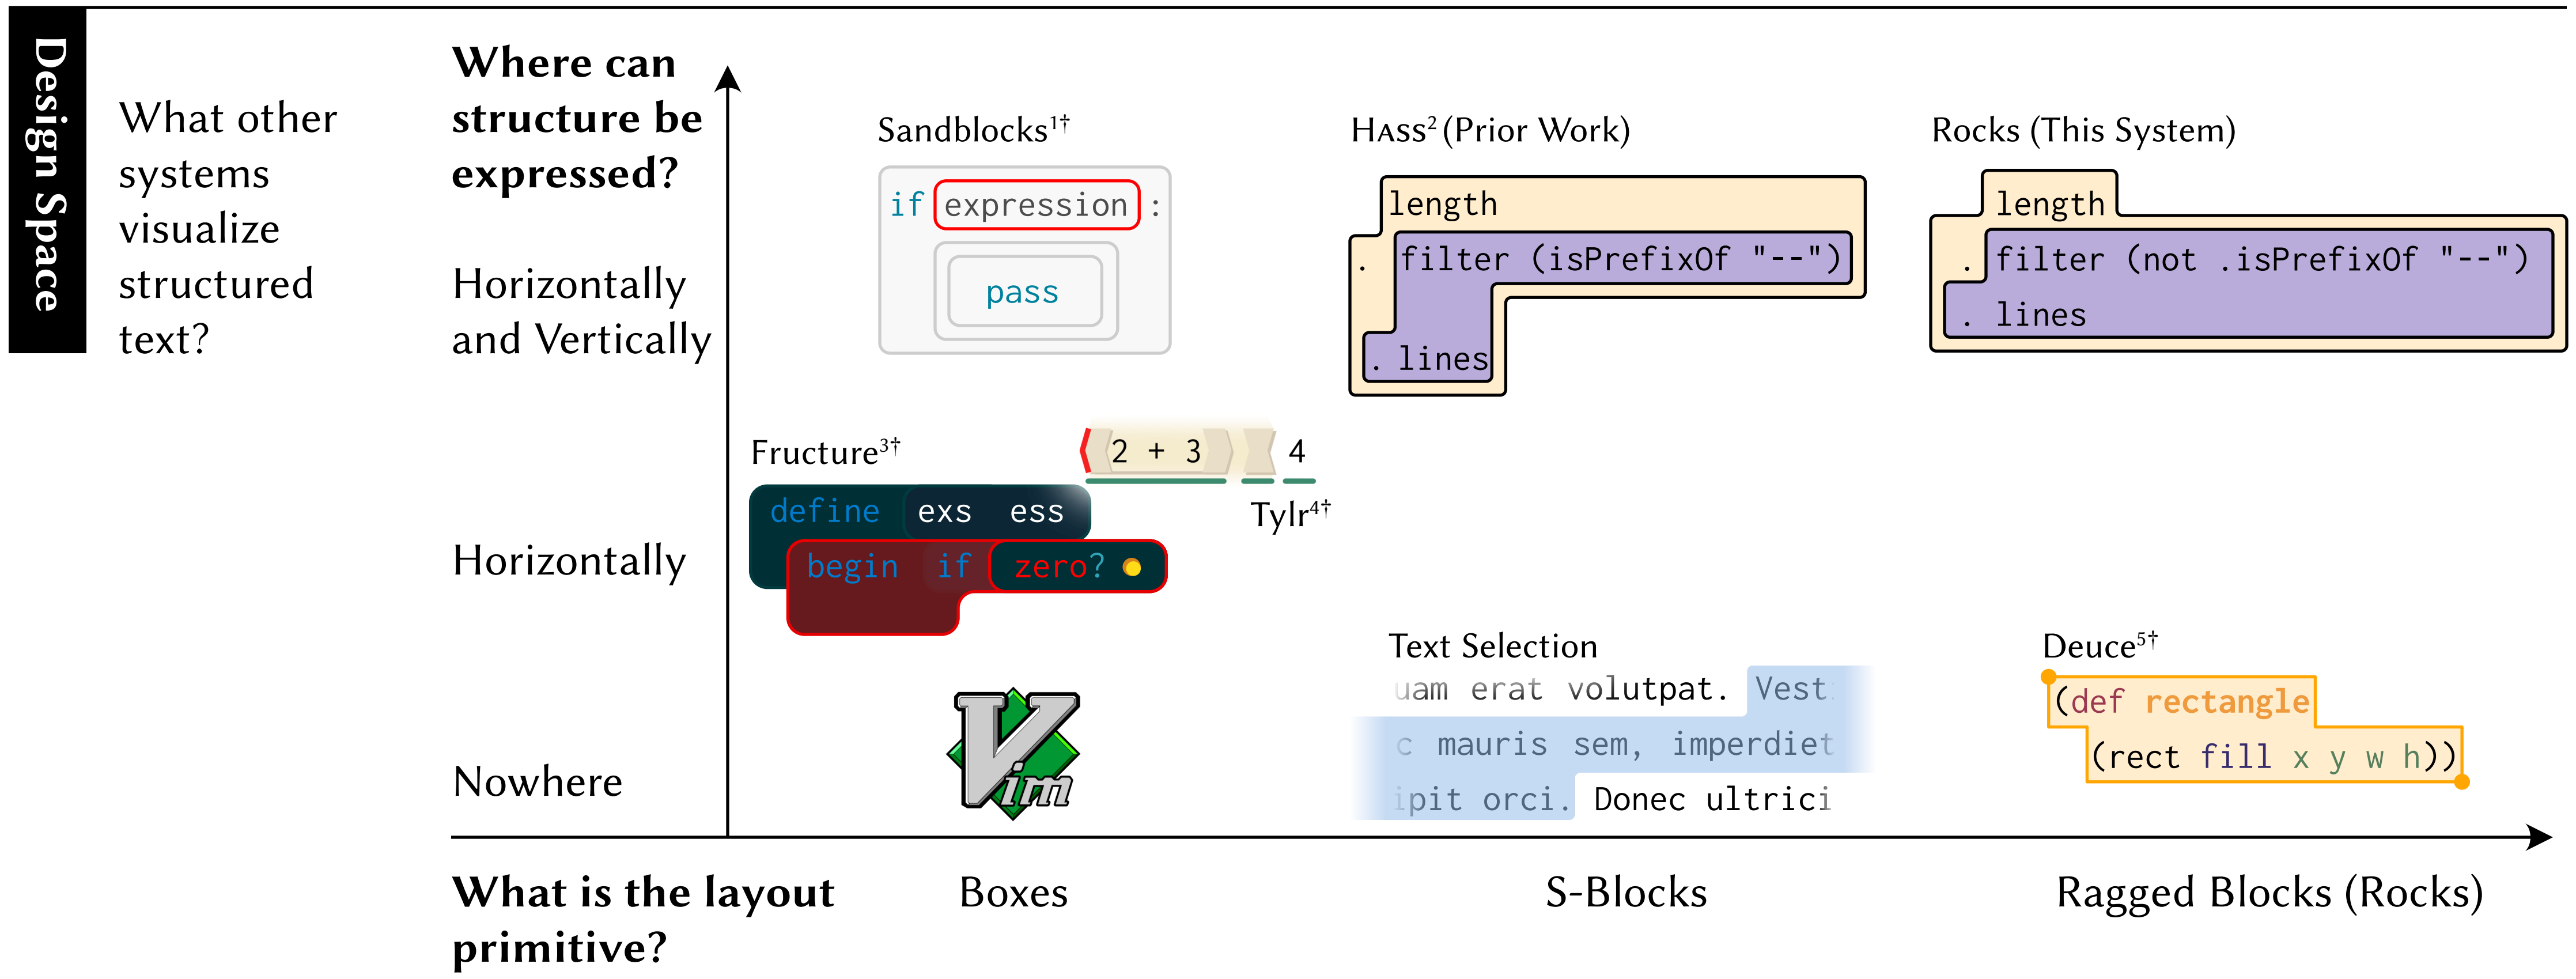 Design Space
What other
systems
visualize
structured
text?
Where can
structure be
expressed?
Horizontally
and Vertically
Horizontally
Nowhere
Sandblocks¹†
if expression :
pass
Hass² (Prior Work)
length
. filter (isPrefixOf "--")
. lines
Rocks (This System)
length
. filter (not .isPrefixOf "--")
. lines
Fructure³†
define exs ess
begin if zero?
2 + 3 4
Tylr⁴†
Vim
Text Selection
uam erat volutpat. Vest
c mauris sem, imperdiet
ipit orci. Donec ultrici
Deuce⁵†
(def rectangle
(rect fill x y w h))
What is the layout
primitive?
Boxes
S-Blocks
Ragged Blocks (Rocks)